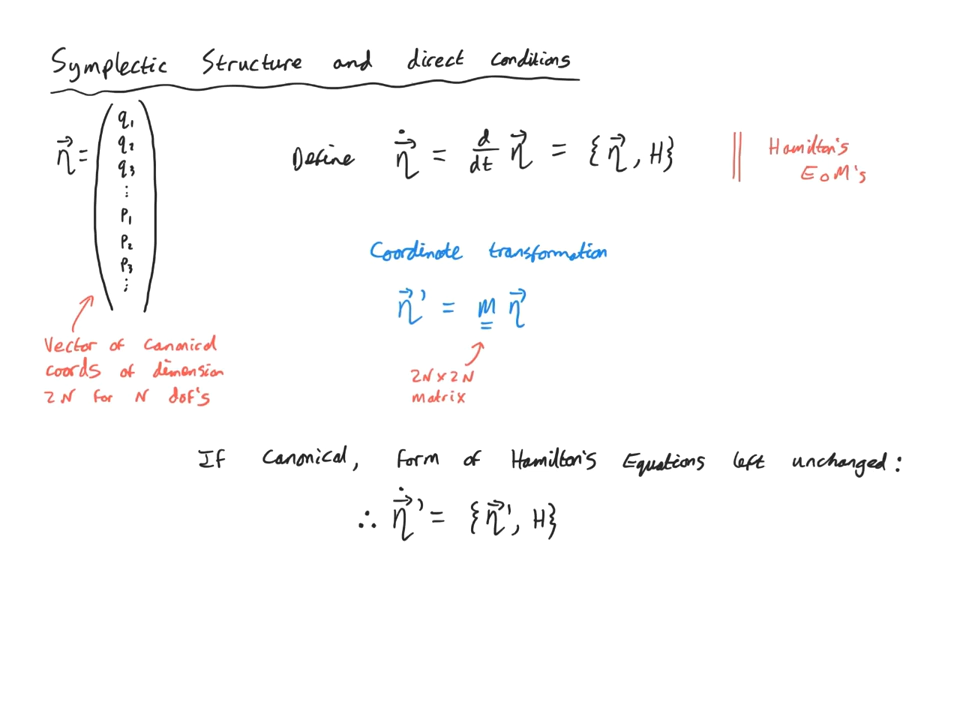 Symplectic Structure and direct conditions
η⃗ = ( q₁ q₂ q₃ ⋮ p₁ p₂ p₃ ⋮ )
Define η⃗̇ = d/dt η⃗ = {η⃗, H}
Hamilton's
EoM's
Coordinate transformation
η⃗' = m η⃗
Vector of canonical
coords of dimension
2N for N dof's
2N×2N
matrix
If canonical, form of Hamilton's Equations left unchanged:
∴ η⃗̇' = {η⃗', H}